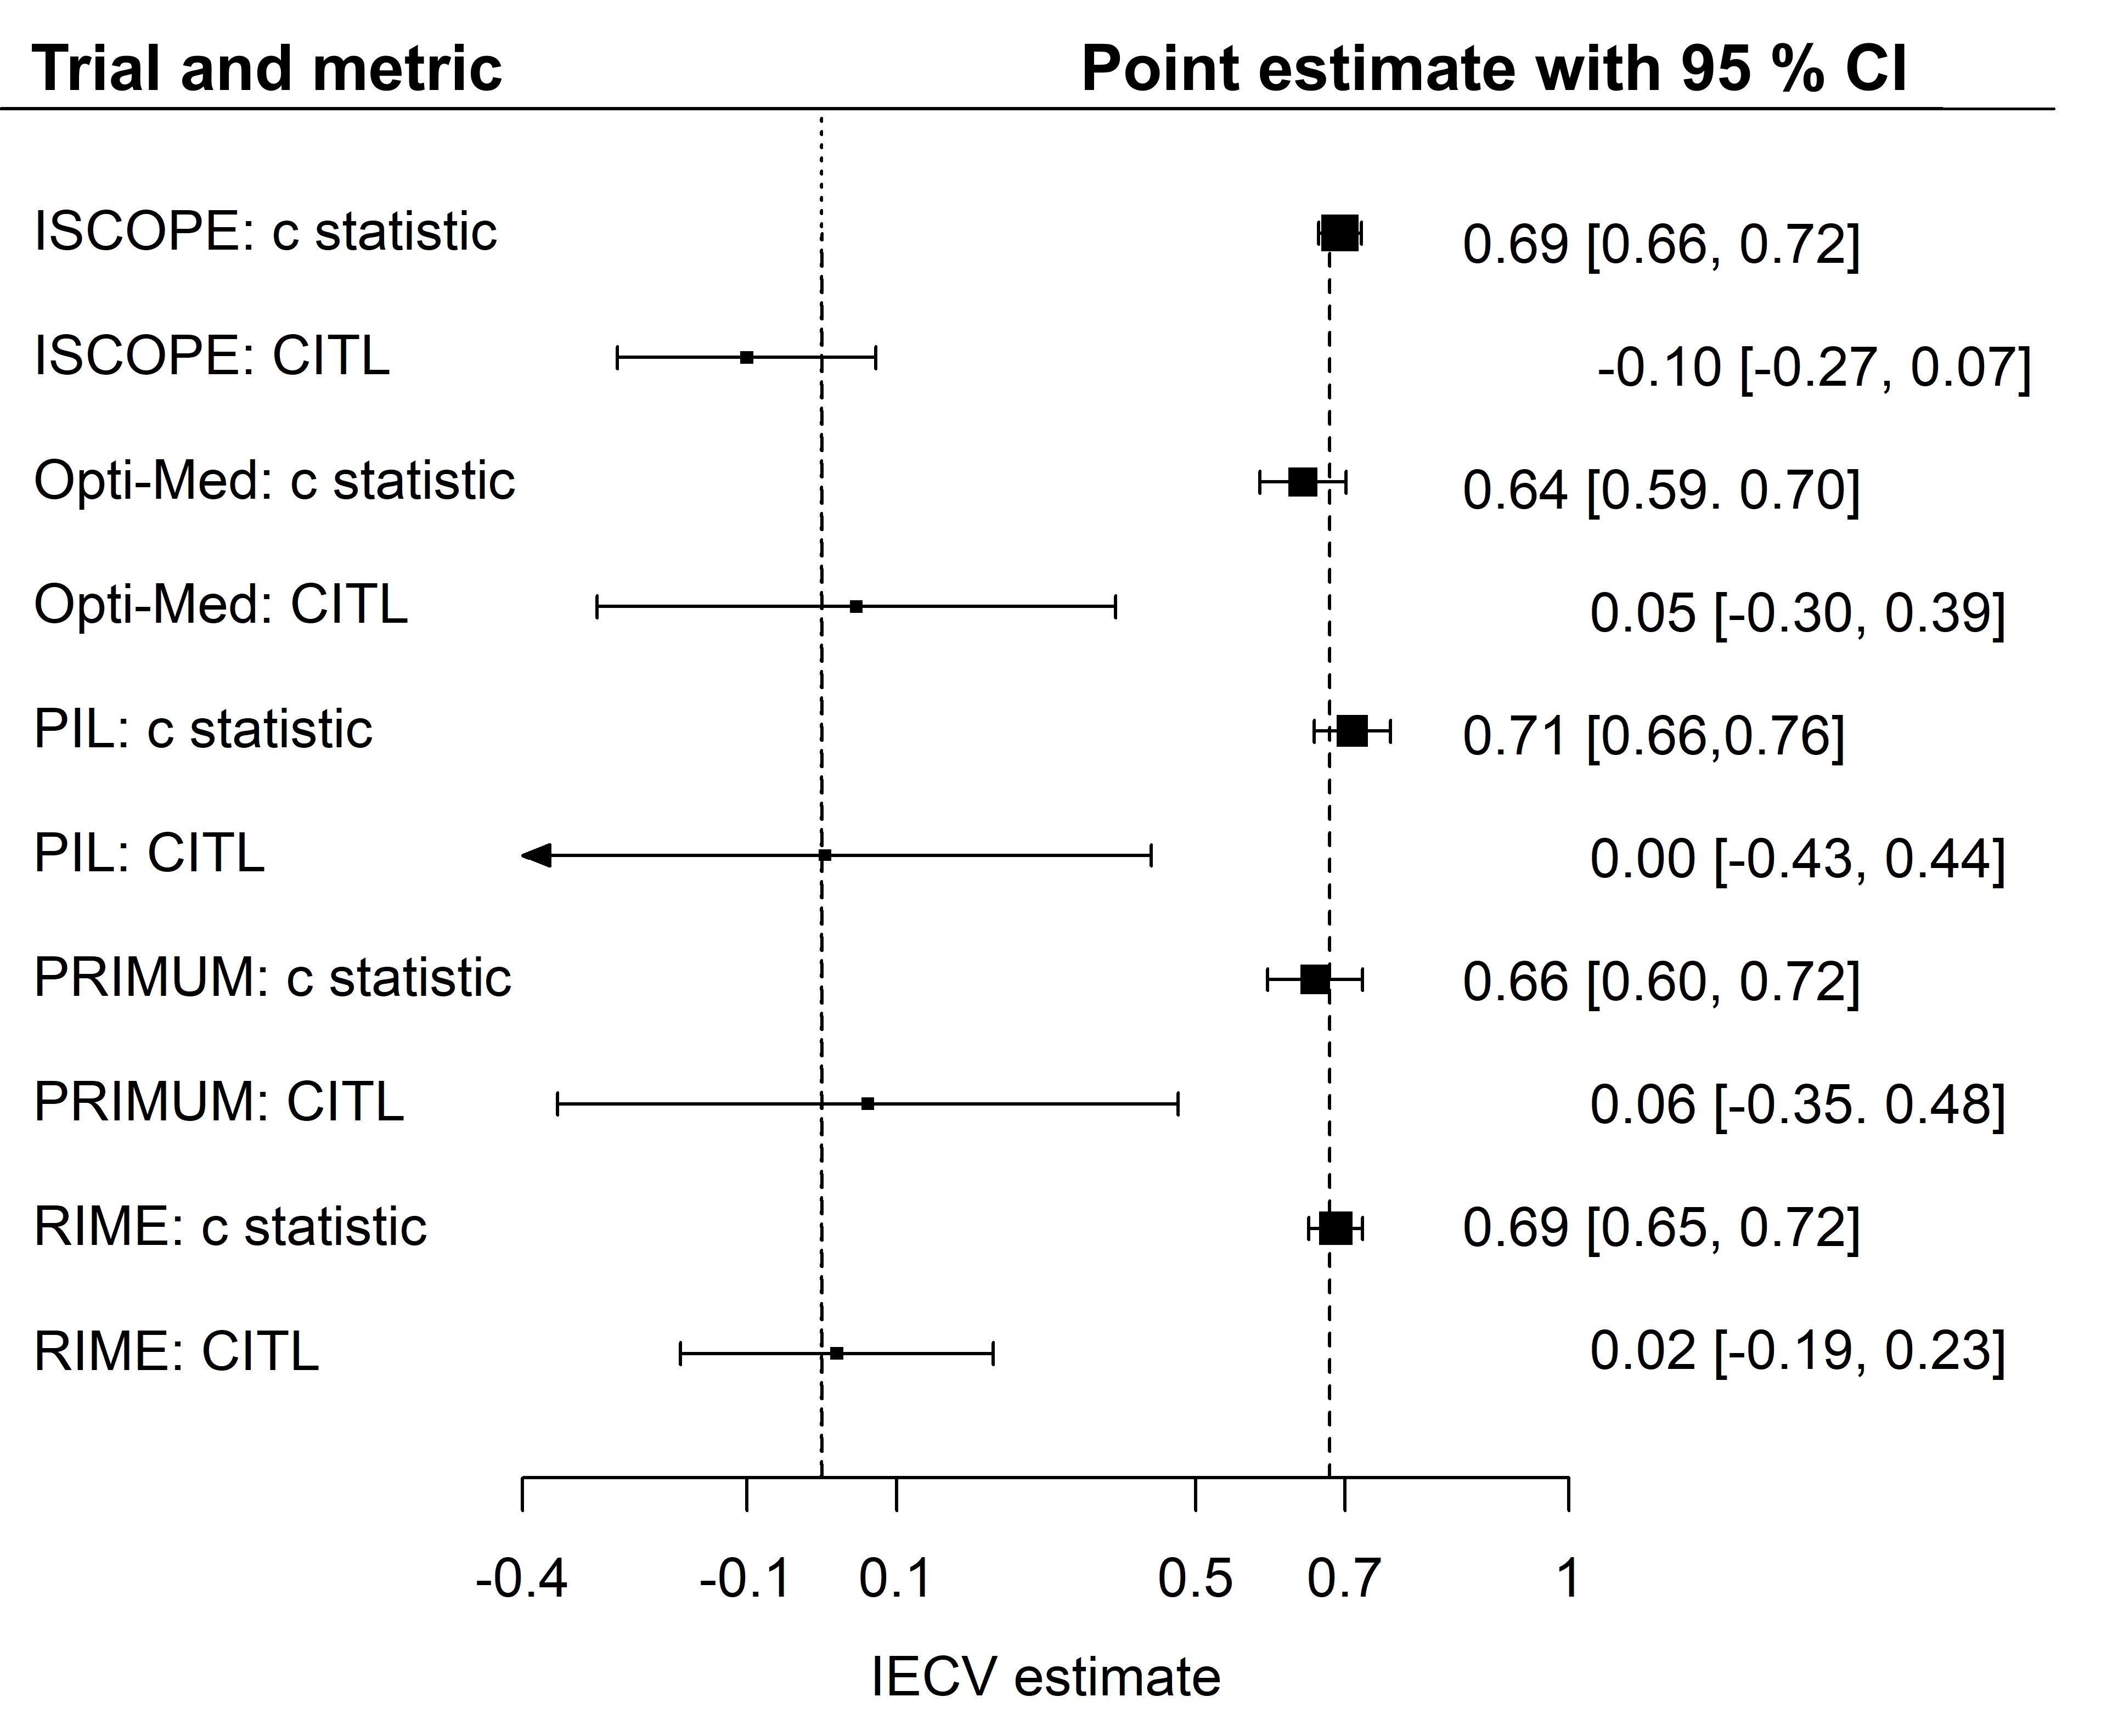 Trial and metric Point estimate with 95 % CI
ISCOPE: c statistic 0.69 [0.66, 0.72]
ISCOPE: CITL -0.10 [-0.27, 0.07]
Opti-Med: c statistic 0.64 [0.59. 0.70]
Opti-Med: CITL 0.05 [-0.30, 0.39]
PIL: c statistic 0.71 [0.66,0.76]
PIL: CITL 0.00 [-0.43, 0.44]
PRIMUM: c statistic 0.66 [0.60, 0.72]
PRIMUM: CITL 0.06 [-0.35. 0.48]
RIME: c statistic 0.69 [0.65, 0.72]
RIME: CITL 0.02 [-0.19, 0.23]
-0.4 -0.1 0.1 0.5 0.7 1
IECV estimate